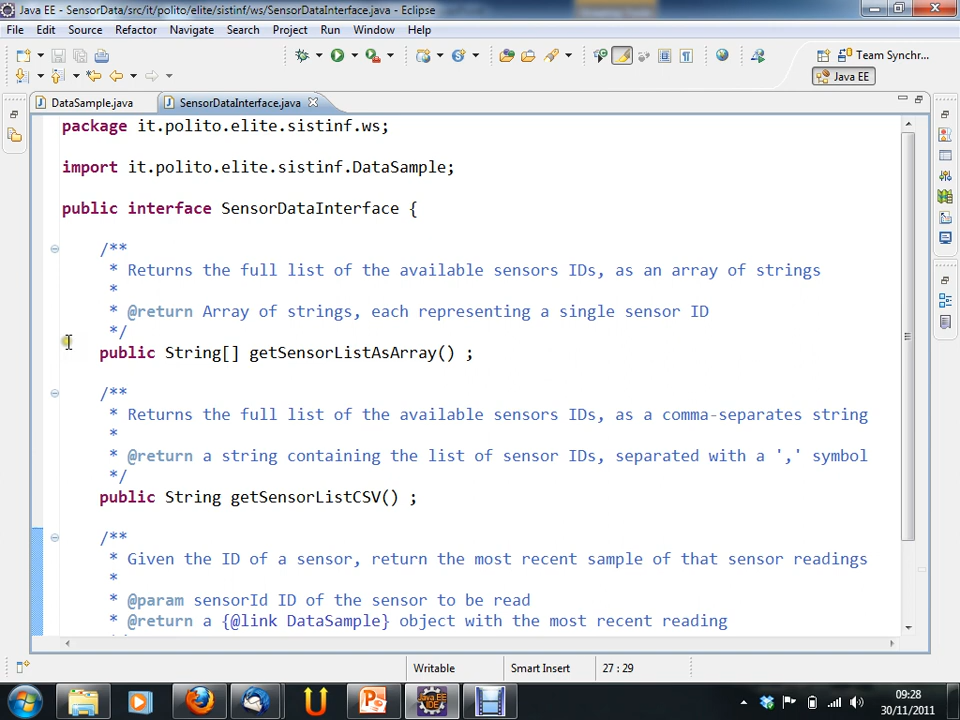 Java EE - SensorData/src/it/polito/elite/sistinf/ws/SensorDataInterface.java - Eclipse
File Edit Source Refactor Navigate Search Project Run Window Help
Team Synchr...
Java EE
DataSample.java SensorDataInterface.java
package it.polito.elite.sistinf.ws;
import it.polito.elite.sistinf.DataSample;
public interface SensorDataInterface {
/**
* Returns the full list of the available sensors IDs, as an array of strings
*
* @return Array of strings, each representing a single sensor ID
*/
public String[] getSensorListAsArray() ;
/**
* Returns the full list of the available sensors IDs, as a comma-separates string
*
* @return a string containing the list of sensor IDs, separated with a ',' symbol
*/
public String getSensorListCSV() ;
/**
* Given the ID of a sensor, return the most recent sample of that sensor readings
*
* @param sensorId ID of the sensor to be read
* @return a {@link DataSample} object with the most recent reading
Writable Smart Insert 27 : 29
Java EE
IDE
09:28
30/11/2011